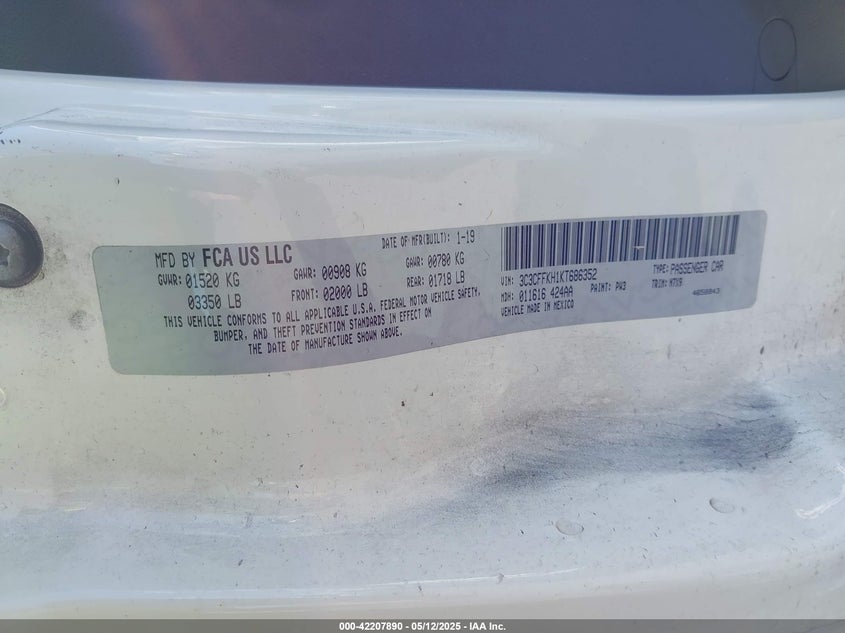 MFD BY FCA US LLC
DATE OF MFR(BUILT): 1-19
GVWR: 01520 KG
GAWR: 00908 KG
GAWR: 00780 KG
03350 LB
FRONT: 02000 LB
REAR: 01718 LB
THIS VEHICLE CONFORMS TO ALL APPLICABLE U.S.A. FEDERAL MOTOR VEHICLE SAFETY,
BUMPER, AND THEFT PREVENTION STANDARDS IN EFFECT ON
THE DATE OF MANUFACTURE SHOWN ABOVE.
VIN: 3C3CFFKH1KT686352
TYPE: PASSENGER CAR
MDH: 011616 424AA
PAINT: PW3
TRIM: M7X9
VEHICLE MADE IN MEXICO
000-42207890 - 05/12/2025 - IAA Inc.